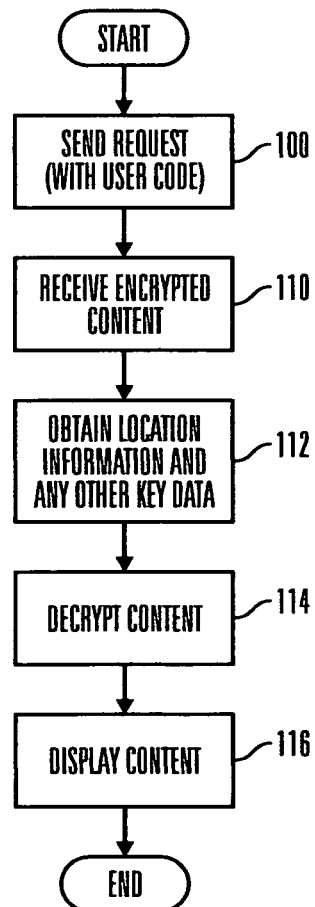 START
SEND REQUEST
(WITH USER CODE)
100
RECEIVE ENCRYPTED
CONTENT
110
OBTAIN LOCATION
INFORMATION AND
ANY OTHER KEY DATA
112
DECRYPT CONTENT
114
DISPLAY CONTENT
116
END